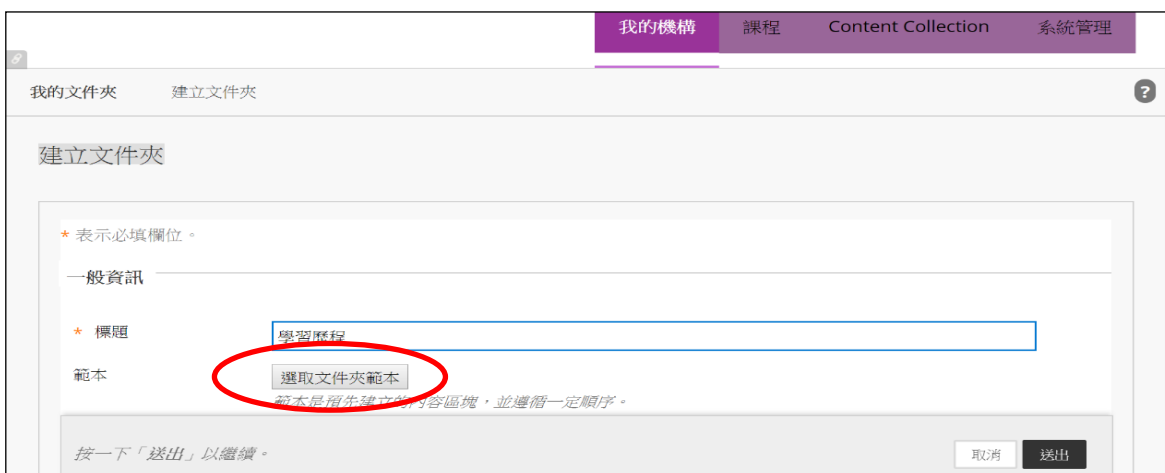 我的機構 課程 Content Collection 系統管理
我的文件夾 建立文件夾 ?
建立文件夾
* 表示必填欄位。
一般資訊
* 標題 學習歷程
範本 選取文件夾範本
範本是預先建立的內容區塊,並遵循一定順序。
按一下「送出」以繼續。 取消 送出